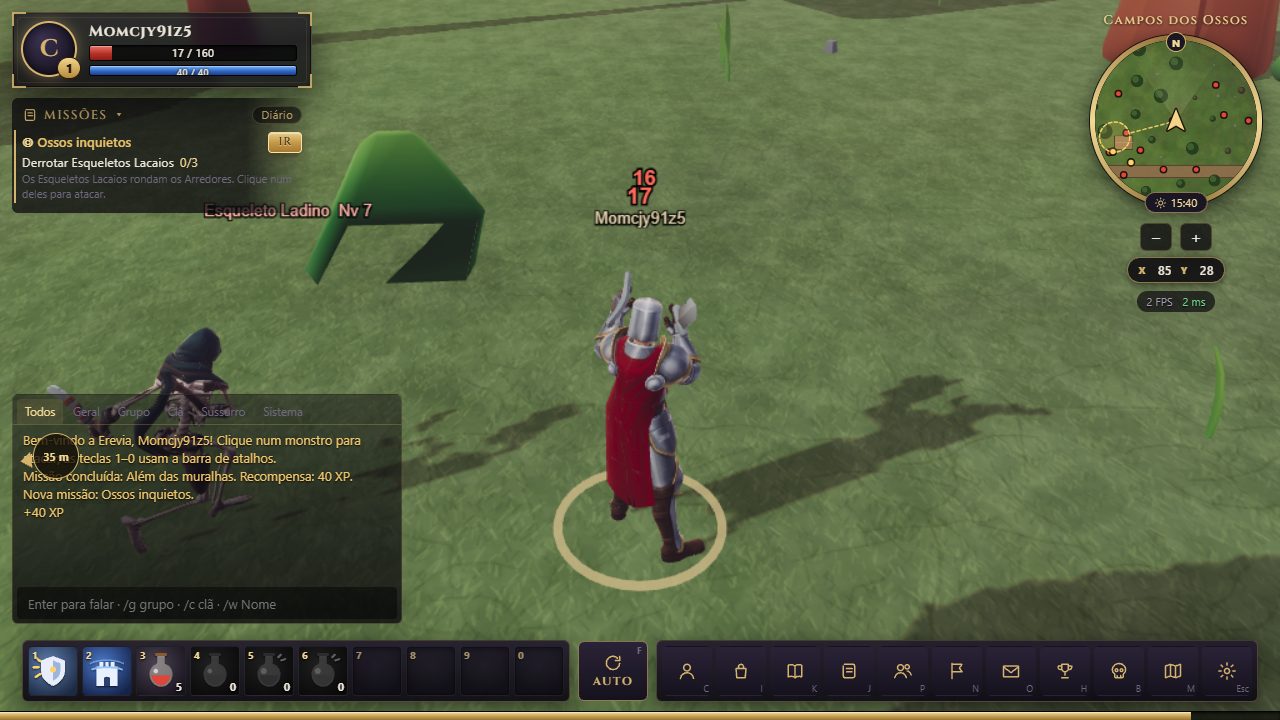 C
Momcjy91z5
17 / 160
40 / 40
1
MISSÕES
Diário
Ossos inquietos
IR
Derrotar Esqueletos Lacaios 0/3
Os Esqueletos Lacaios rondam os Arredores. Clique num
deles para atacar.
Esqueleto Ladino Nv 7
16
17
Momcjy91z5
CAMPOS DOS OSSOS
N
15:40
− +
X 85 Y 28
2 FPS 2 ms
Todos Geral Grupo Clã Sussurro Sistema
Bem-vindo a Erevia, Momcjy91z5! Clique num monstro para
35 m
teclas 1–0 usam a barra de atalhos.
Missão concluída: Além das muralhas. Recompensa: 40 XP.
Nova missão: Ossos inquietos.
+40 XP
Enter para falar · /g grupo · /c clã · /w Nome
1 2 3 4 5 6 7 8 9 0
5 0 0 0
F
AUTO
C I K J P N O H B M Esc